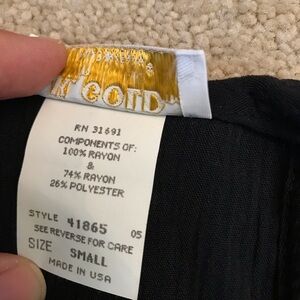 RN 31691
COMPONENTS OF:
100% RAYON
&
74% RAYON
26% POLYESTER
STYLE 41865 05
SEE REVERSE FOR CARE
SIZE SMALL
MADE IN USA